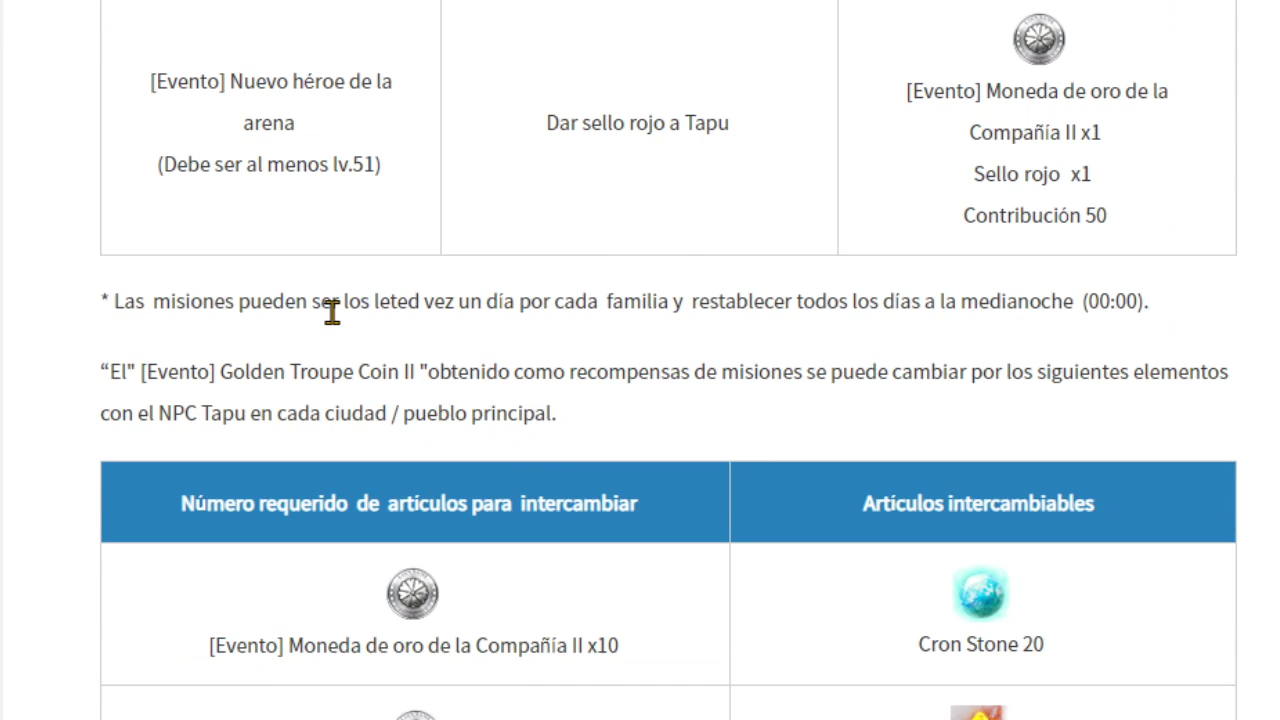 [Evento] Nuevo héroe de la
arena
(Debe ser al menos lv.51)
Dar sello rojo a Tapu
[Evento] Moneda de oro de la
Compañía II x1
Sello rojo x1
Contribución 50
* Las misiones pueden ser los leted vez un día por cada familia y restablecer todos los días a la medianoche (00:00).
“El" [Evento] Golden Troupe Coin II "obtenido como recompensas de misiones se puede cambiar por los siguientes elementos
con el NPC Tapu en cada ciudad / pueblo principal.
Número requerido de artículos para intercambiar
Artículos intercambiables
[Evento] Moneda de oro de la Compañía II x10
Cron Stone 20